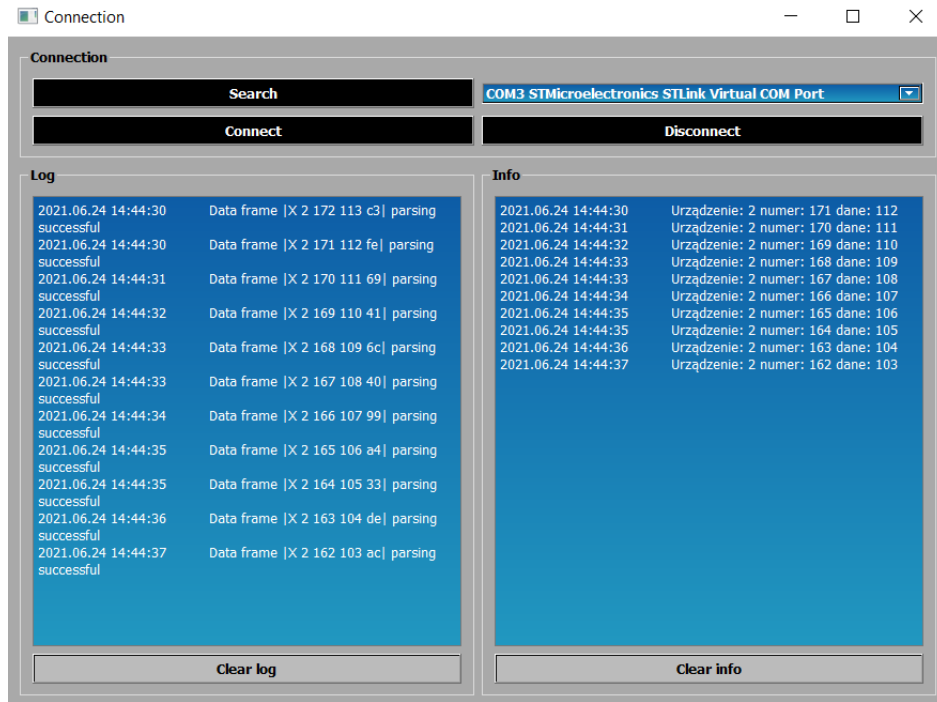 Connection
Connection
Search
COM3 STMicroelectronics STLink Virtual COM Port
Connect
Disconnect
Log
2021.06.24 14:44:30 Data frame |X 2 172 113 c3| parsing
successful
2021.06.24 14:44:30 Data frame |X 2 171 112 fe| parsing
successful
2021.06.24 14:44:31 Data frame |X 2 170 111 69| parsing
successful
2021.06.24 14:44:32 Data frame |X 2 169 110 41| parsing
successful
2021.06.24 14:44:33 Data frame |X 2 168 109 6c| parsing
successful
2021.06.24 14:44:33 Data frame |X 2 167 108 40| parsing
successful
2021.06.24 14:44:34 Data frame |X 2 166 107 99| parsing
successful
2021.06.24 14:44:35 Data frame |X 2 165 106 a4| parsing
successful
2021.06.24 14:44:35 Data frame |X 2 164 105 33| parsing
successful
2021.06.24 14:44:36 Data frame |X 2 163 104 de| parsing
successful
2021.06.24 14:44:37 Data frame |X 2 162 103 ac| parsing
successful
Clear log
Info
2021.06.24 14:44:30 Urządzenie: 2 numer: 171 dane: 112
2021.06.24 14:44:31 Urządzenie: 2 numer: 170 dane: 111
2021.06.24 14:44:32 Urządzenie: 2 numer: 169 dane: 110
2021.06.24 14:44:33 Urządzenie: 2 numer: 168 dane: 109
2021.06.24 14:44:33 Urządzenie: 2 numer: 167 dane: 108
2021.06.24 14:44:34 Urządzenie: 2 numer: 166 dane: 107
2021.06.24 14:44:35 Urządzenie: 2 numer: 165 dane: 106
2021.06.24 14:44:35 Urządzenie: 2 numer: 164 dane: 105
2021.06.24 14:44:36 Urządzenie: 2 numer: 163 dane: 104
2021.06.24 14:44:37 Urządzenie: 2 numer: 162 dane: 103
Clear info